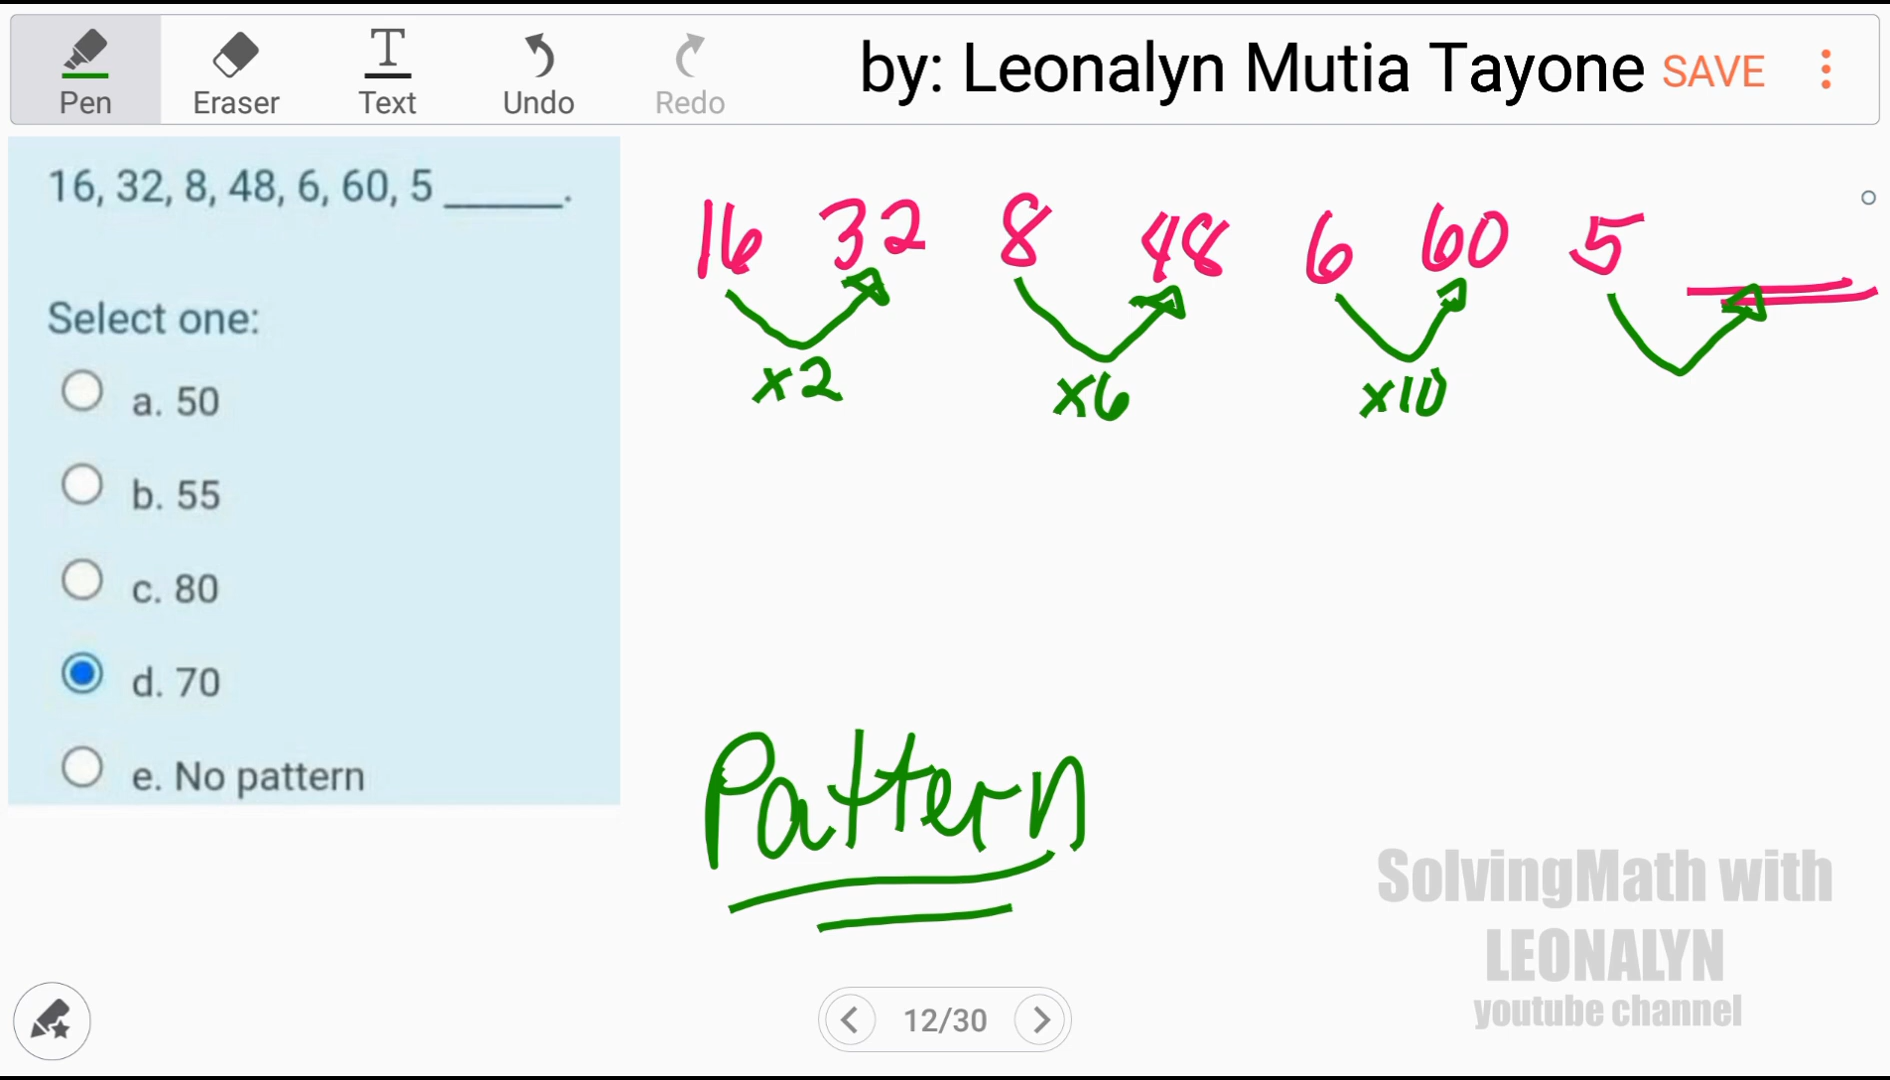 Pen Eraser Text Undo Redo by: Leonalyn Mutia Tayone SAVE
16, 32, 8, 48, 6, 60, 5 ______.
Select one:
a. 50
b. 55
c. 80
d. 70
e. No pattern
16 32 8 48 6 60 5 ____
x2 x6 x10
Pattern
SolvingMath with
LEONALYN
youtube channel
12/30